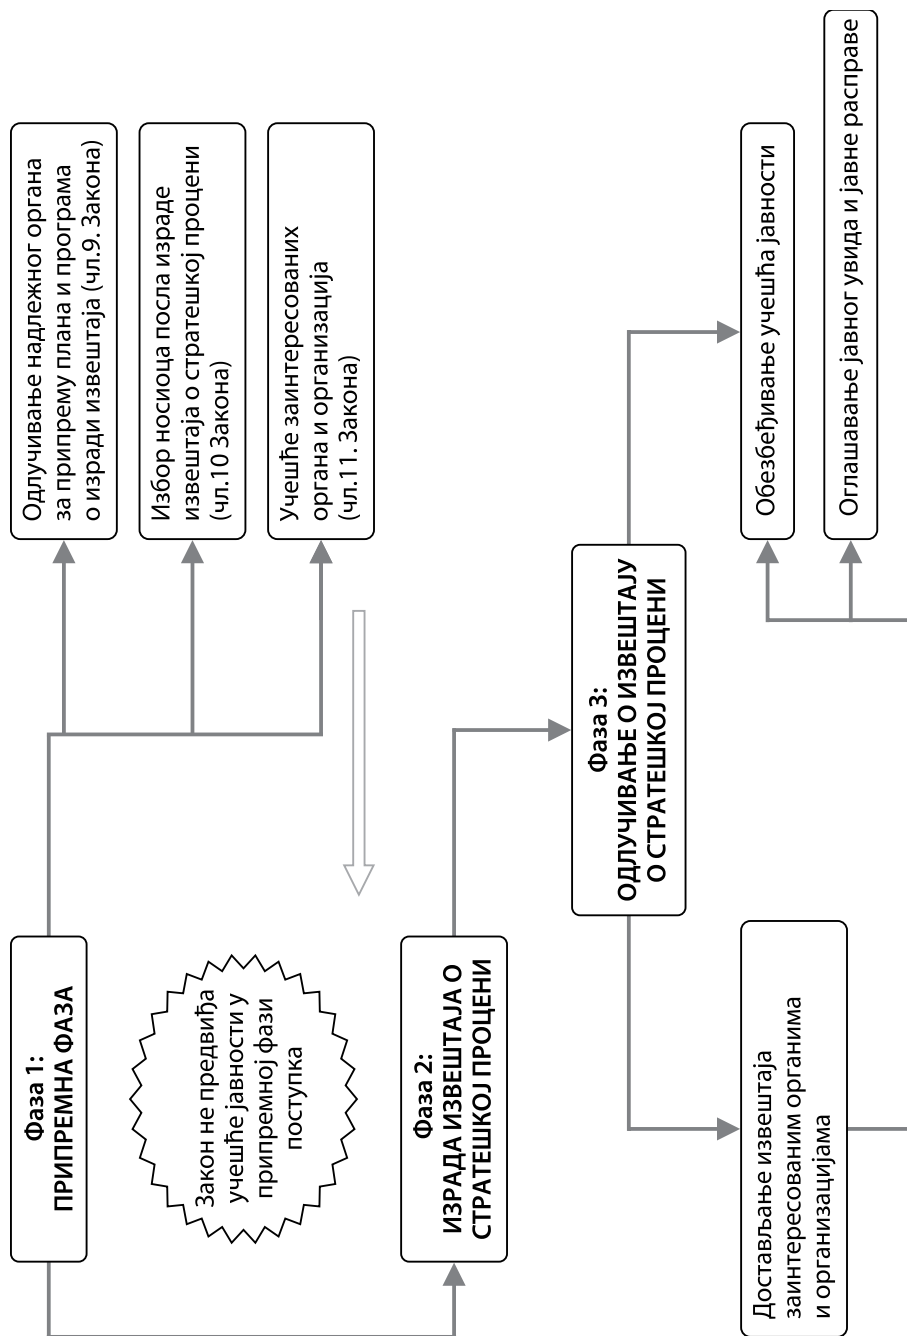 Фаза 1:
ПРИПРЕМНА ФАЗА
Одлучивање надлежног органа
за припрему плана и програма
о изради извештаја (чл.9. Закона)
Избор носиоца посла израде
извештаја о стратешкој процени
(чл.10 Закона)
Учешће заинтересованих
органа и организација
(чл.11. Закона)
Закон не предвиђа
учешће јавности у
припремној фази
поступка
Фаза 2:
ИЗРАДА ИЗВЕШТАЈА О
СТРАТЕШКОЈ ПРОЦЕНИ
Фаза 3:
ОДЛУЧИВАЊЕ О ИЗВЕШТАЈУ
О СТРАТЕШКОЈ ПРОЦЕНИ
Достављање извештаја
заинтересованим органима
и организацијама
Обезбеђивање учешћа јавности
Оглашавање јавног увида и јавне расправе